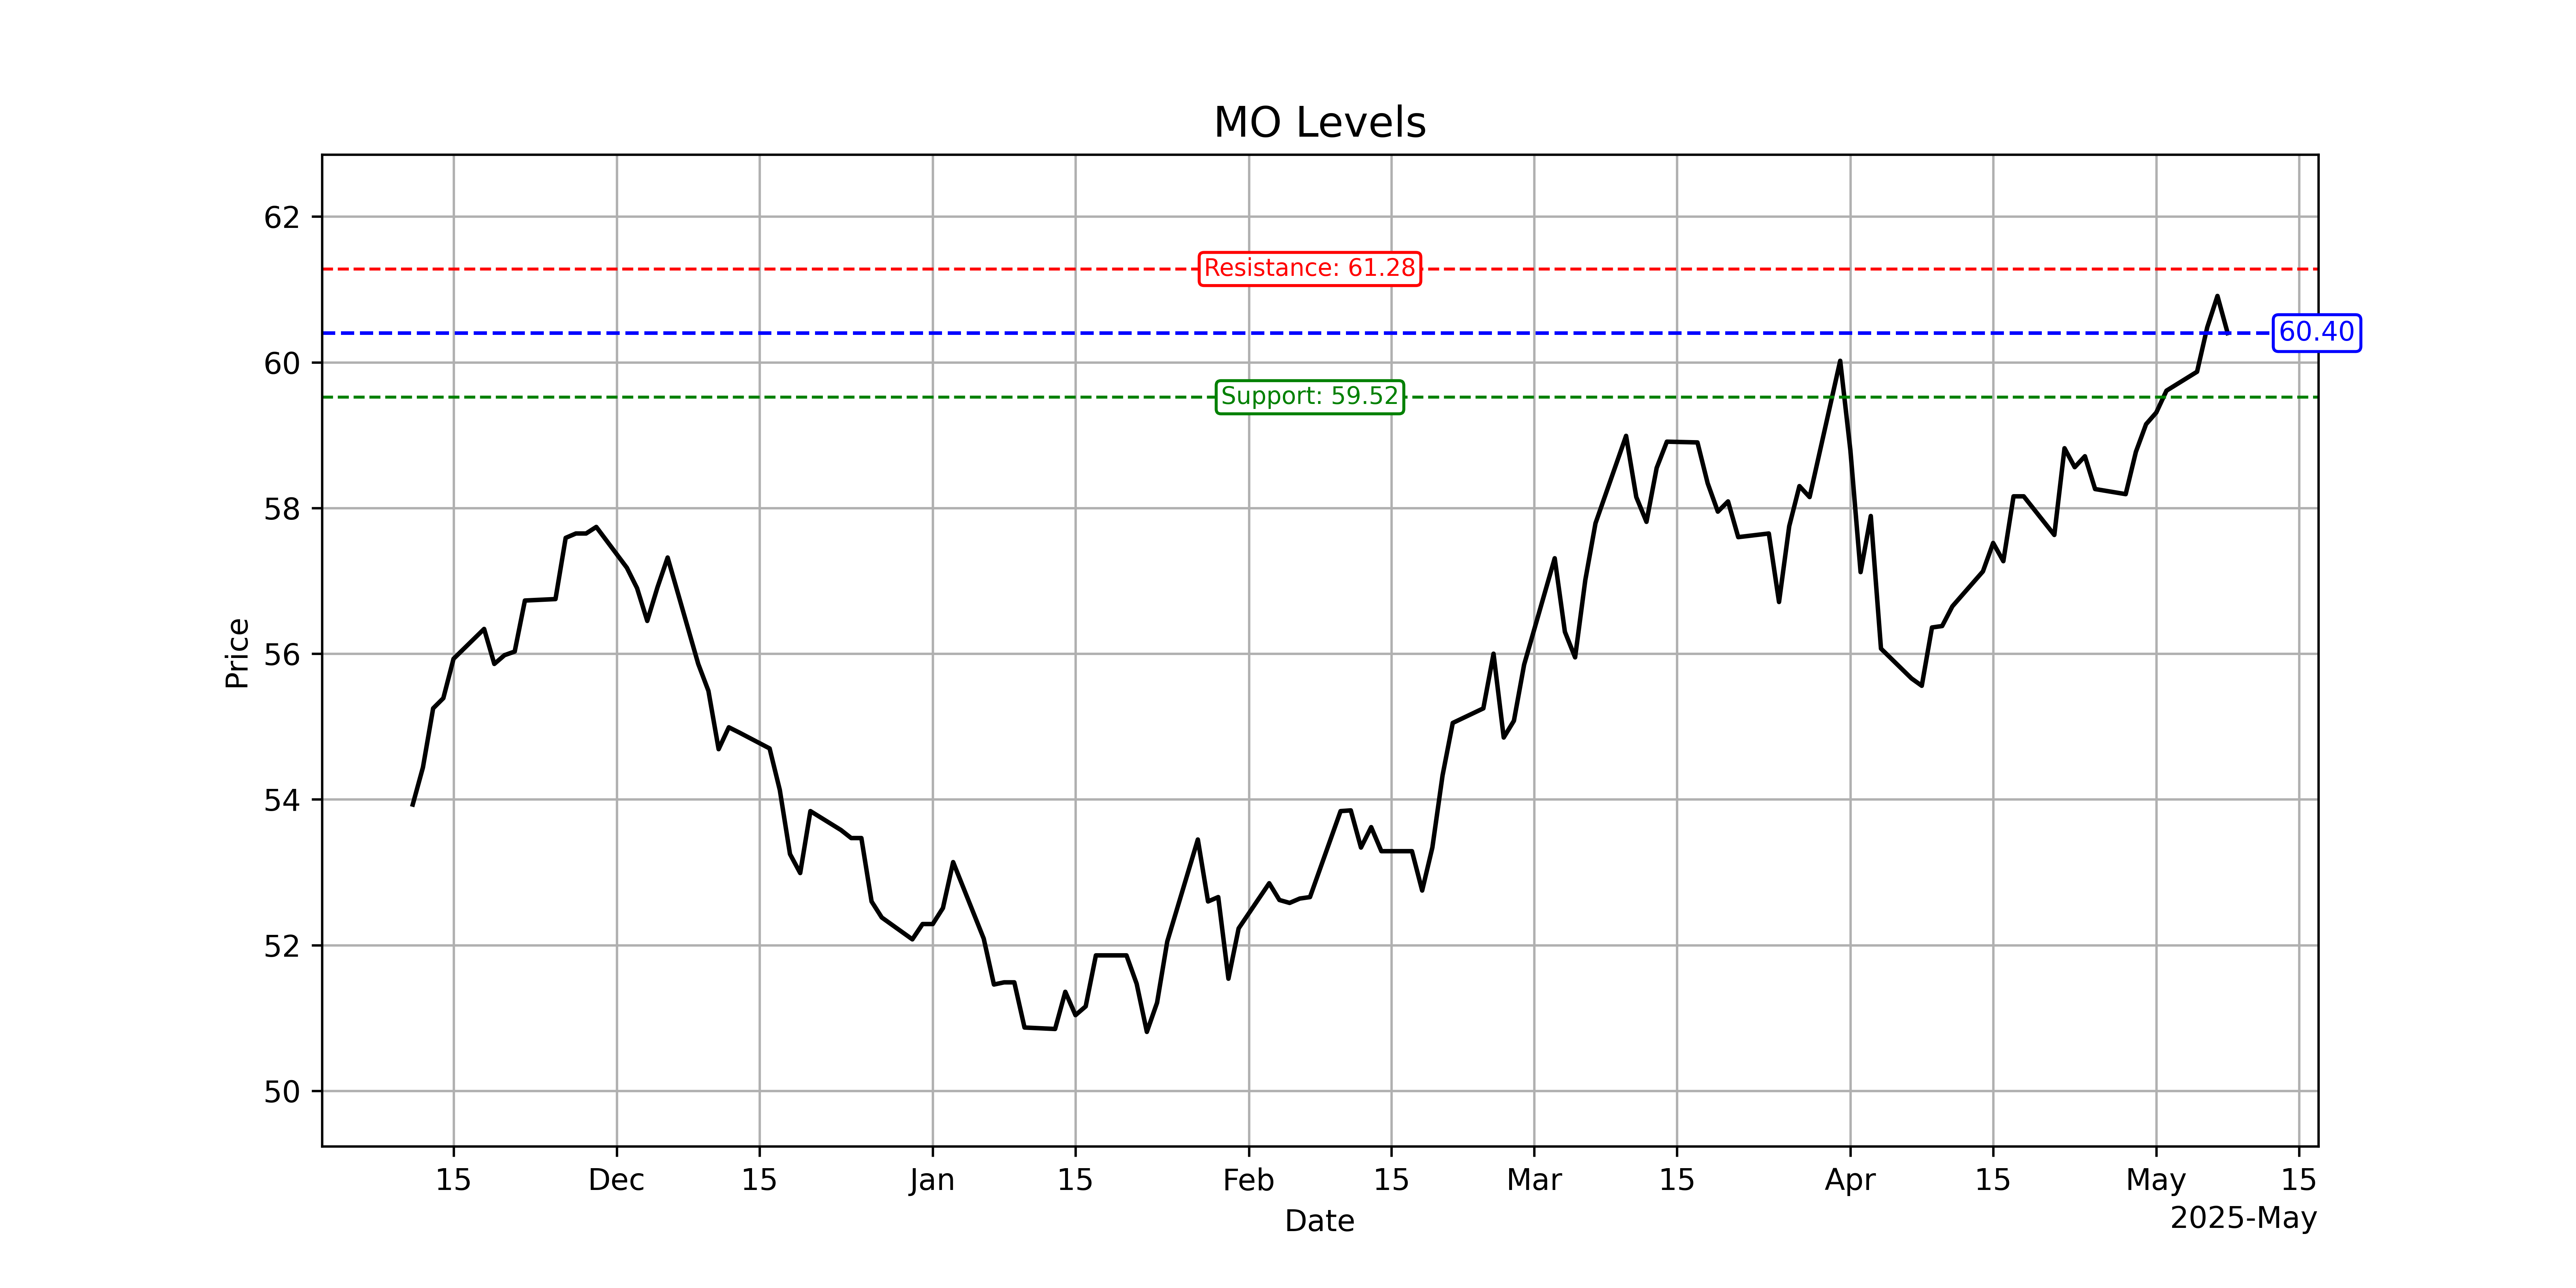 MO Levels
62
60
58
56
54
52
50
Price
Resistance: 61.28
60.40
Support: 59.52
15 Dec 15 Jan 15 Feb 15 Mar 15 Apr 15 May 15
Date
2025-May